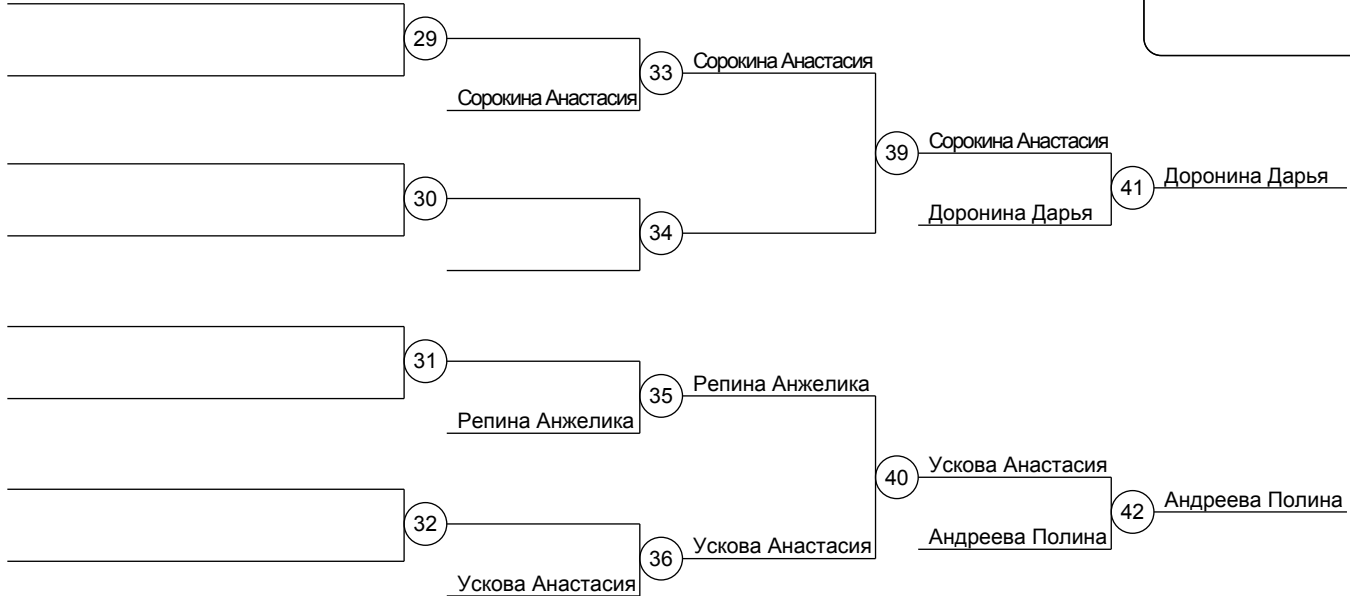 29
33
Сорокина Анастасия
Сорокина Анастасия
39
Сорокина Анастасия
30
41
Доронина Дарья
Доронина Дарья
34
31
35
Репина Анжелика
Репина Анжелика
40
Ускова Анастасия
32
42
Андреева Полина
Андреева Полина
36
Ускова Анастасия
Ускова Анастасия